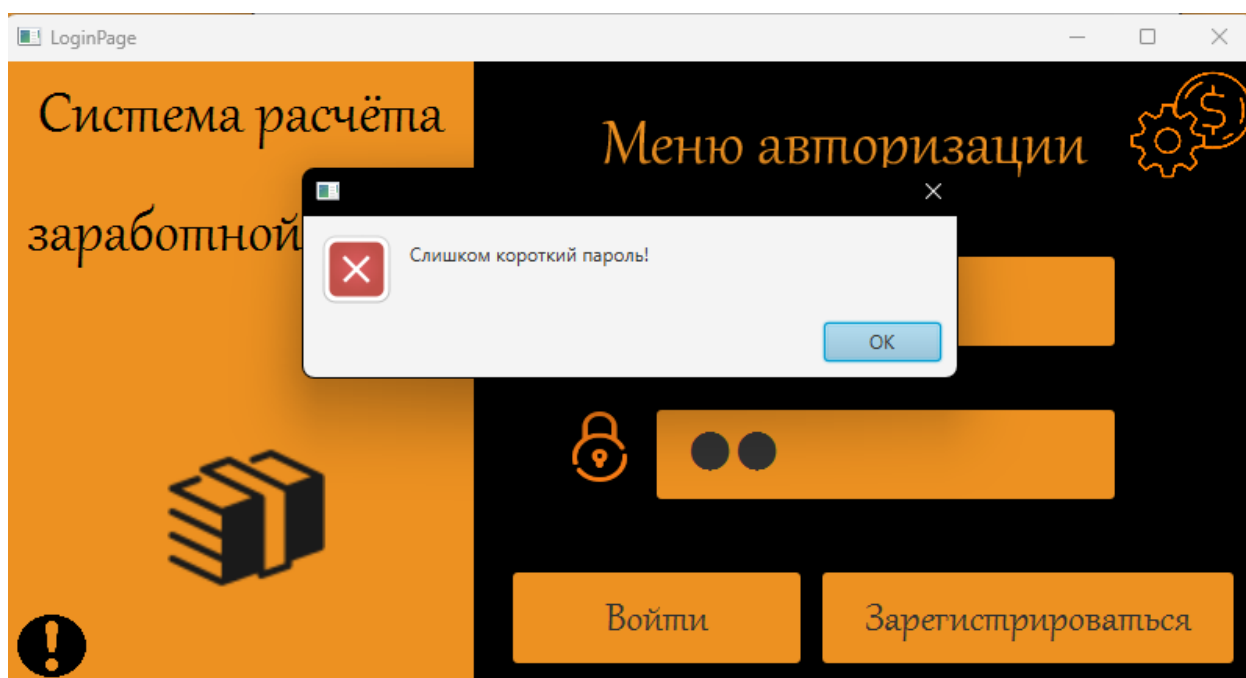 LoginPage
Система расчёта
заработной
Меню авторизации
Слишком короткий пароль!
OK
Войти
Зарегистрироваться